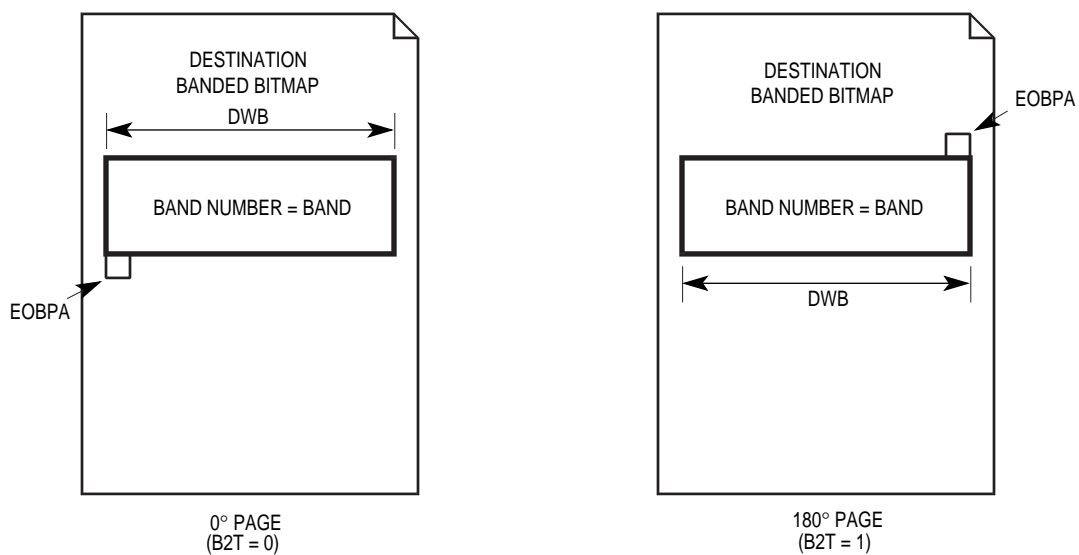 DESTINATION
BANDED BITMAP
DWB
BAND NUMBER = BAND
EOBPA
0° PAGE
(B2T = 0)
DESTINATION
BANDED BITMAP
EOBPA
BAND NUMBER = BAND
DWB
180° PAGE
(B2T = 1)